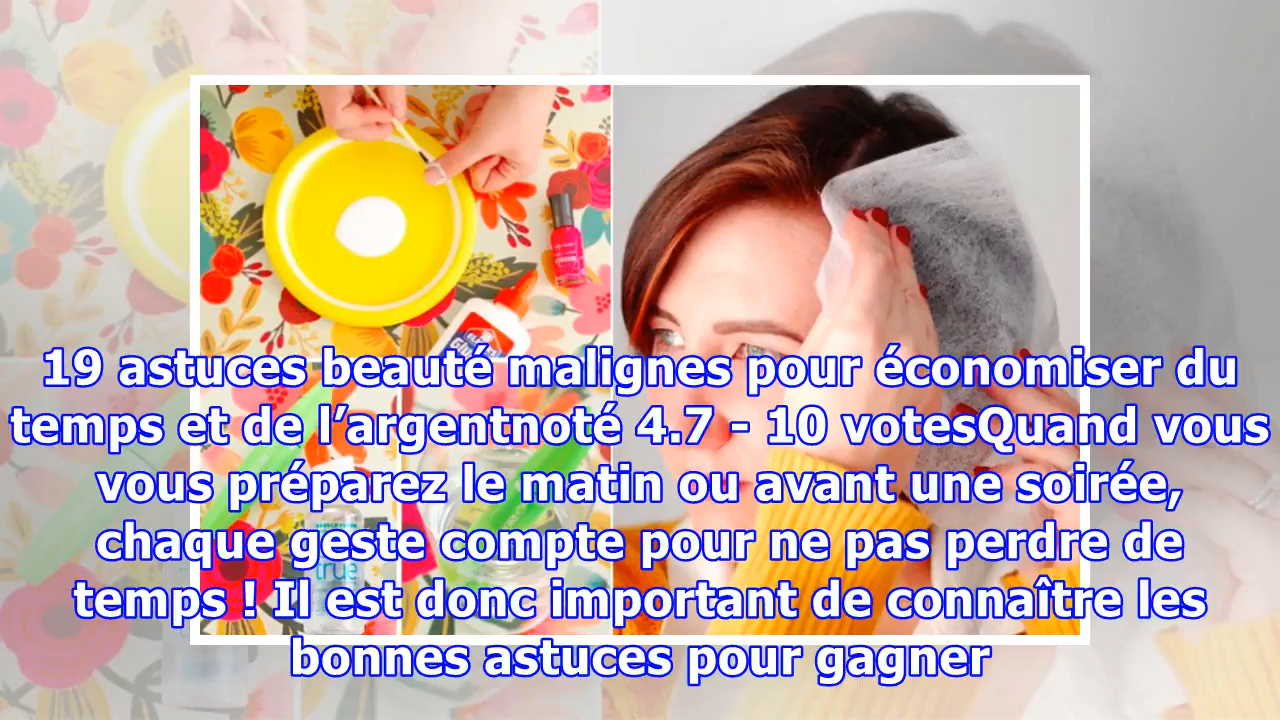 19 astuces beauté malignes pour économiser du
temps et de l’argentnoté 4.7 - 10 votesQuand vous
vous préparez le matin ou avant une soirée,
chaque geste compte pour ne pas perdre de
temps ! Il est donc important de connaître les
bonnes astuces pour gagner
true